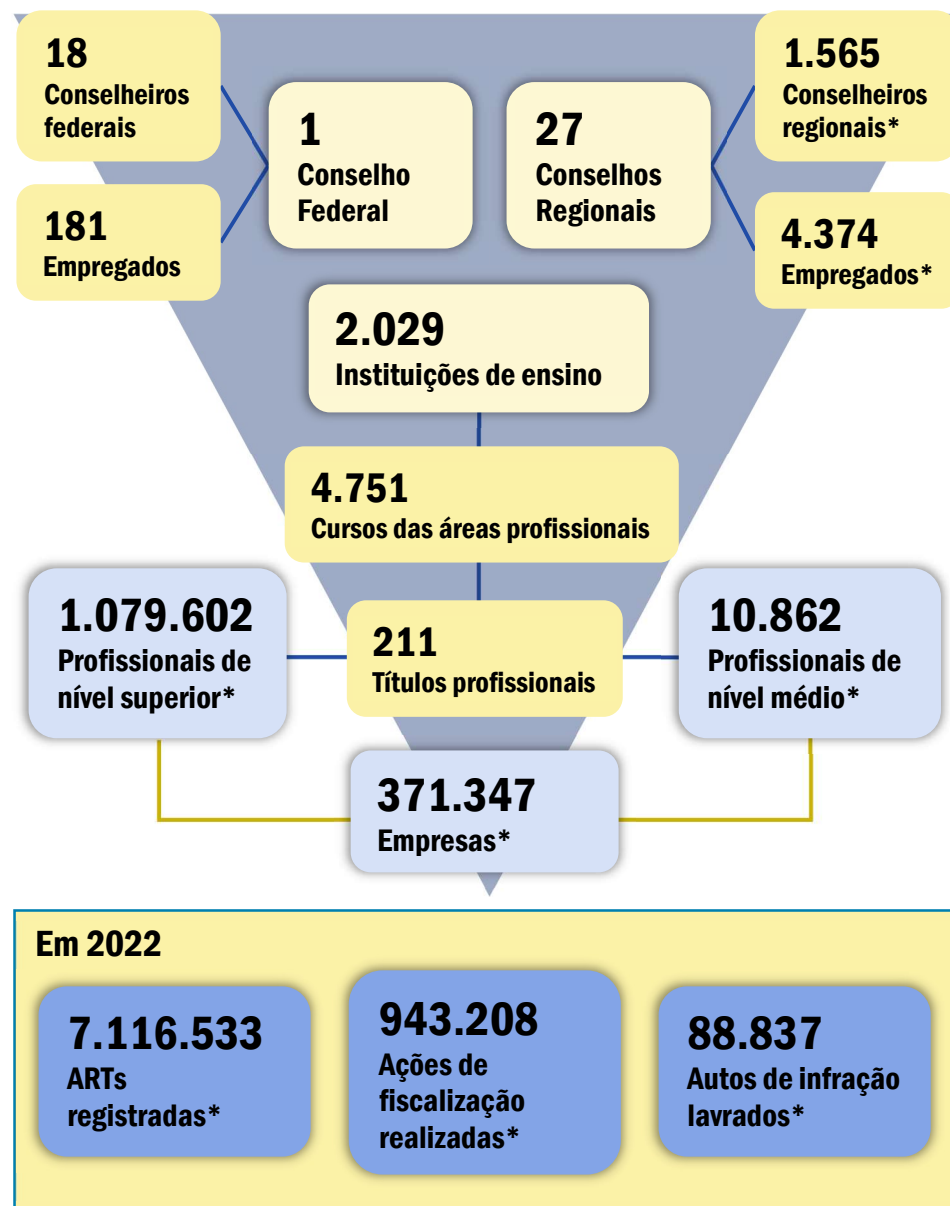 18
Conselheiros
federais
181
Empregados
1
Conselho
Federal
27
Conselhos
Regionais
1.565
Conselheiros
regionais*
4.374
Empregados*
2.029
Instituições de ensino
4.751
Cursos das áreas profissionais
1.079.602
Profissionais de
nível superior*
211
Títulos profissionais
10.862
Profissionais de
nível médio*
371.347
Empresas*
Em 2022
7.116.533
ARTs
registradas*
943.208
Ações de
fiscalização
realizadas*
88.837
Autos de infração
lavrados*